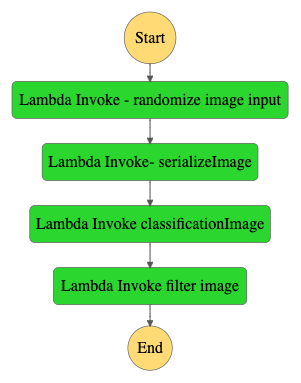 Start
Lambda Invoke - randomize image input
Lambda Invoke- serializeImage
Lambda Invoke classificationImage
Lambda Invoke filter image
End